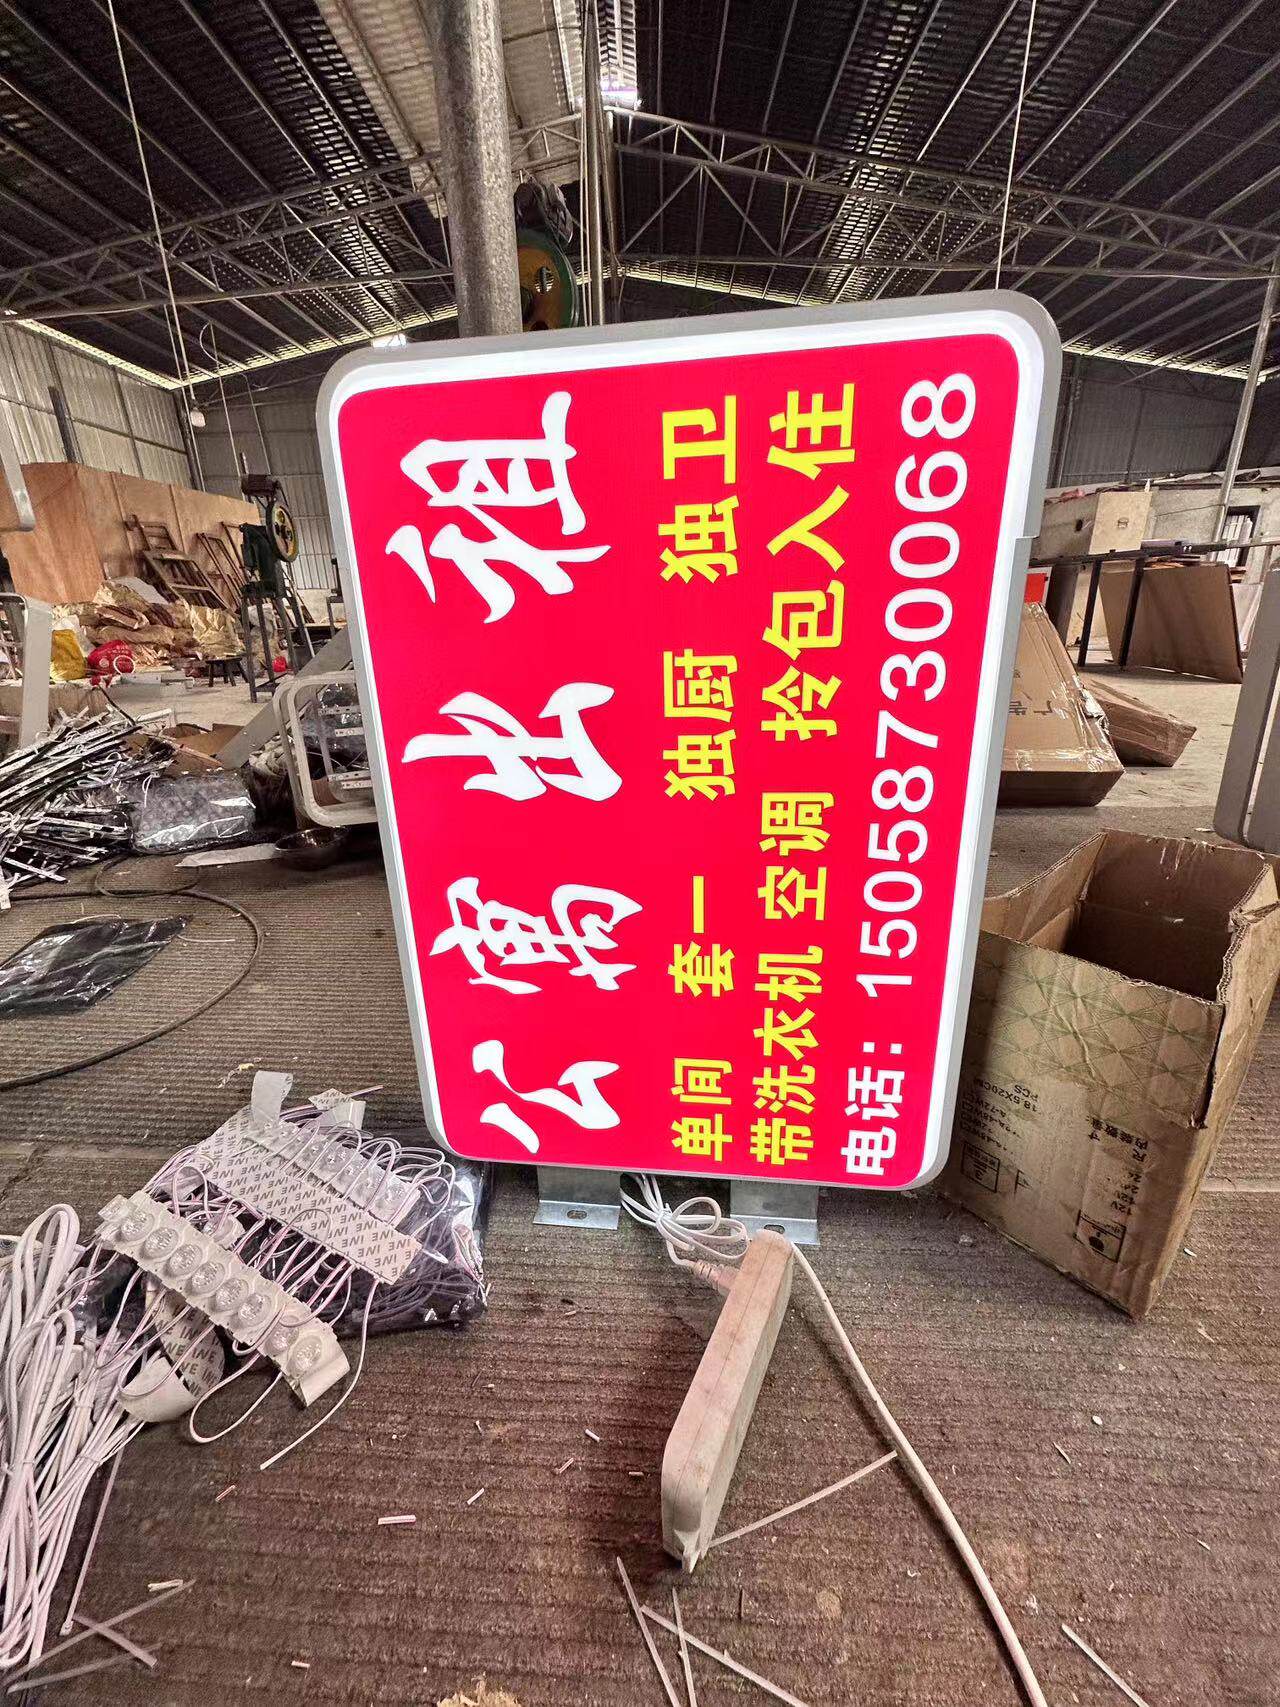 公寓出租
单间 套一 独厨 独卫
带洗衣机 空调 拎包入住
电话：15058730068